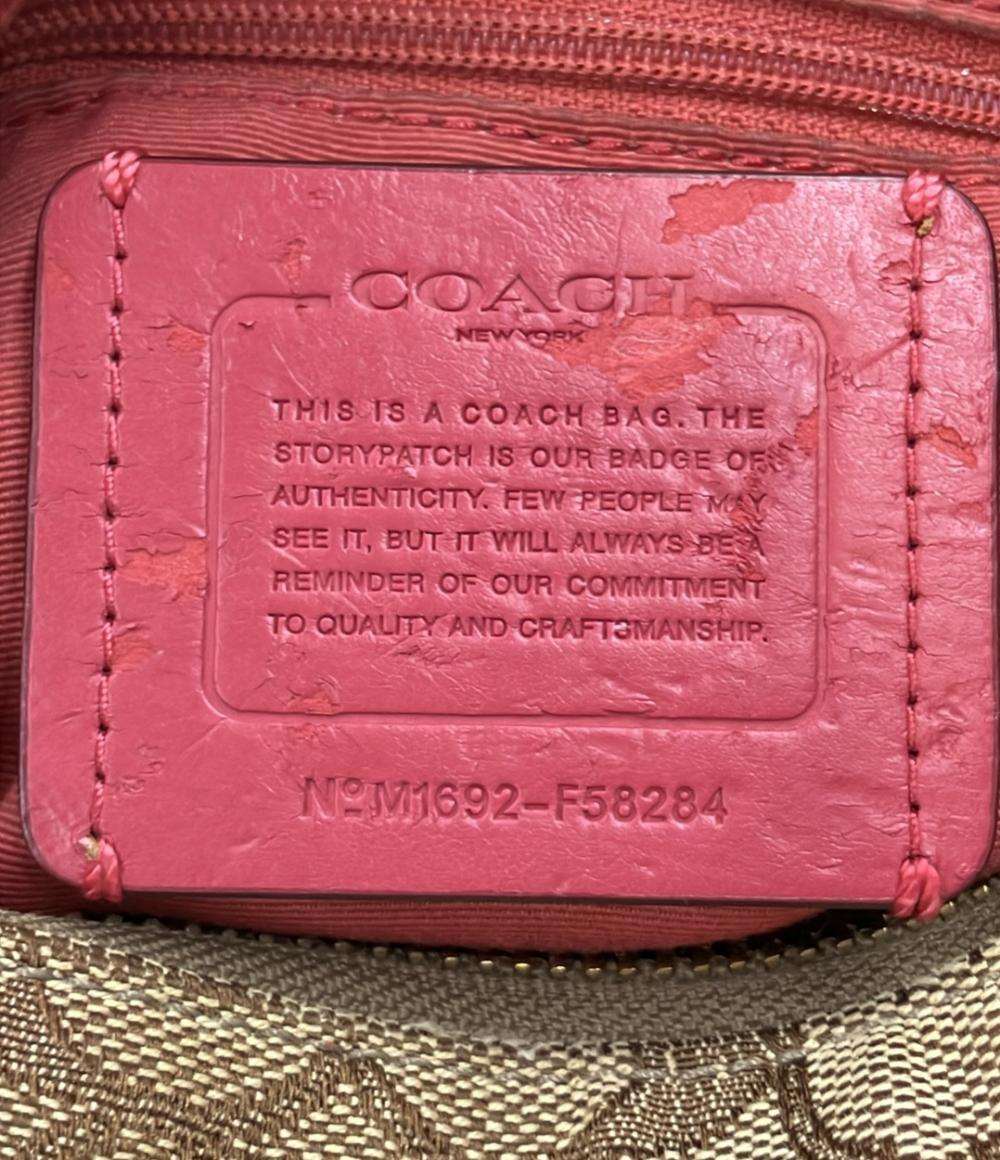 COACH
NEW YORK
THIS IS A COACH BAG. THE
STORYPATCH IS OUR BADGE OF
AUTHENTICITY. FEW PEOPLE MAY
SEE IT, BUT IT WILL ALWAYS BE A
REMINDER OF OUR COMMITMENT
TO QUALITY AND CRAFTSMANSHIP.
Nº M1692-F58284